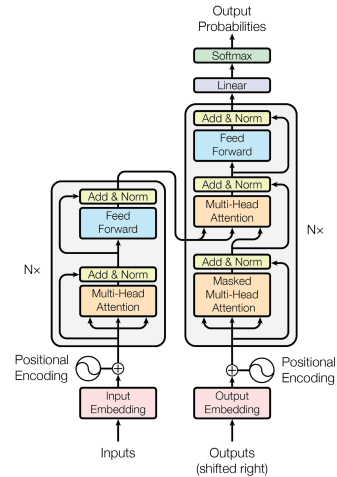 Output
Probabilities
Softmax
Linear
Add & Norm
Feed
Forward
Add & Norm
Multi-Head
Attention
Add & Norm
Masked
Multi-Head
Attention
N×
Add & Norm
Feed
Forward
Add & Norm
Multi-Head
Attention
N×
Positional
Encoding
Positional
Encoding
Input
Embedding
Output
Embedding
Inputs
Outputs
(shifted right)